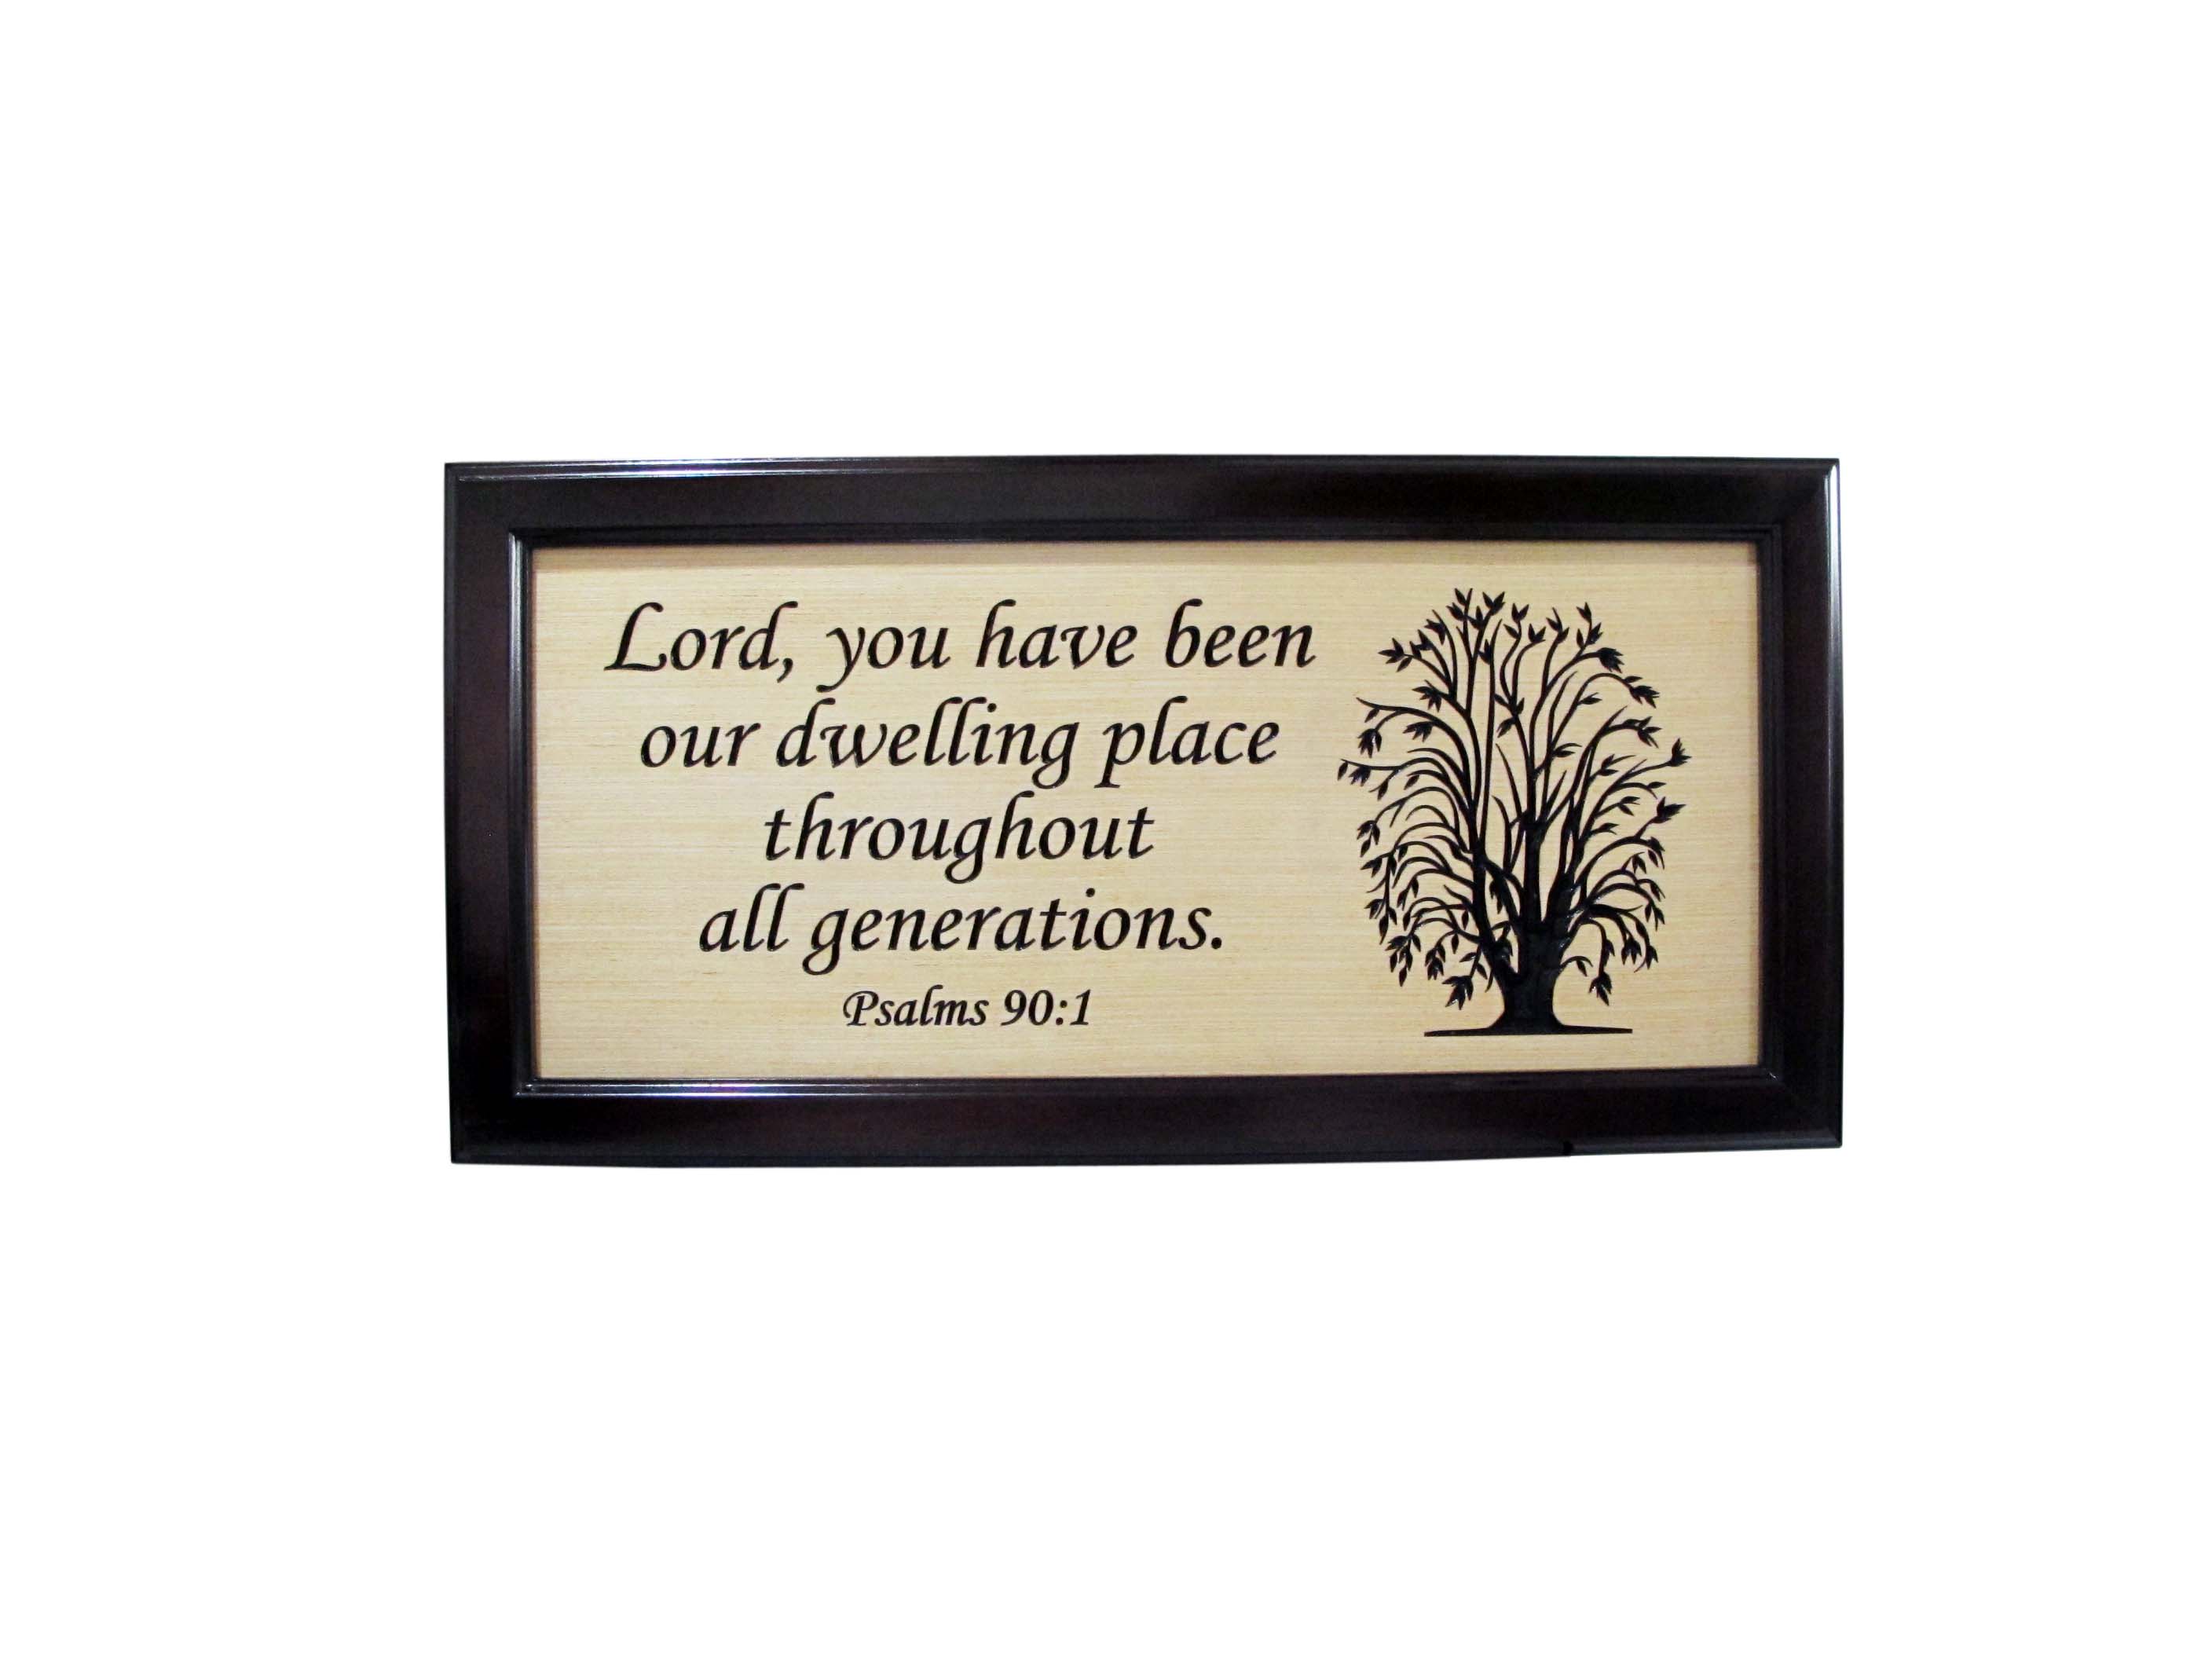 Lord, you have been
our dwelling place
throughout
all generations.
Psalms 90:1